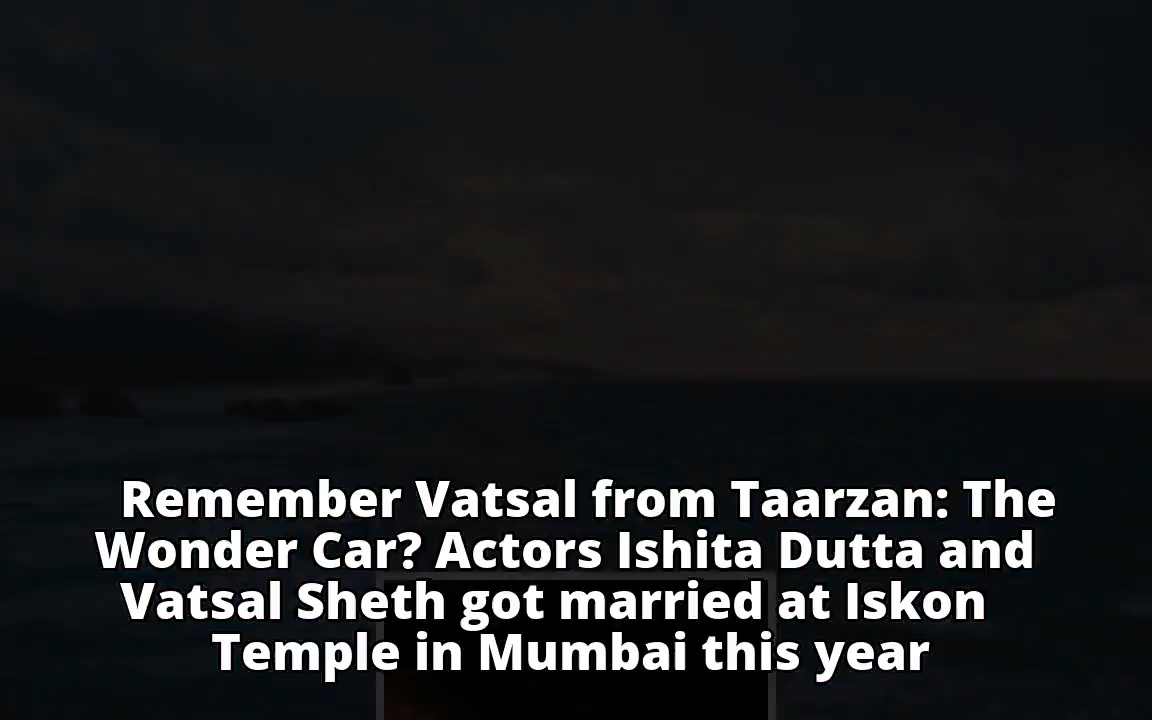 Remember Vatsal from Taarzan: The
Wonder Car? Actors Ishita Dutta and
Vatsal Sheth got married at Iskon
Temple in Mumbai this year